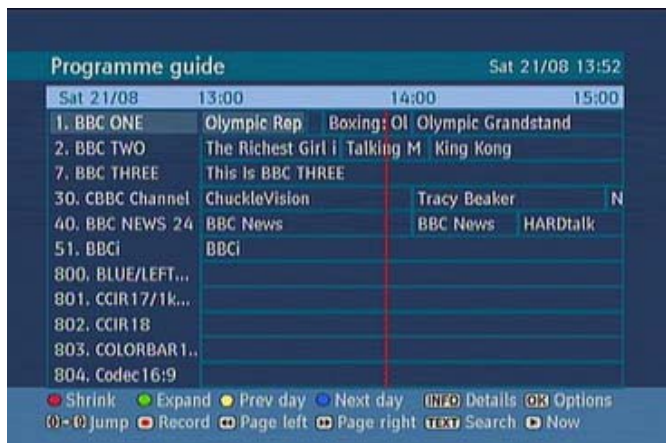 Programme guide Sat 21/08 13:52
Sat 21/08 13:00 14:00 15:00
1. BBC ONE Olympic Rep Boxing: Ol Olympic Grandstand
2. BBC TWO The Richest Girl i Talking M King Kong
7. BBC THREE This Is BBC THREE
30. CBBC Channel ChuckleVision Tracy Beaker N
40. BBC NEWS 24 BBC News BBC News HARDtalk
51. BBCi BBCi
800. BLUE/LEFT...
801. CCIR17/1k...
802. CCIR18
803. COLORBAR1..
804. Codec16:9
Shrink Expand Prev day Next day INFO Details OK Options
0-0 Jump Record Page left Page right TEXT Search Now